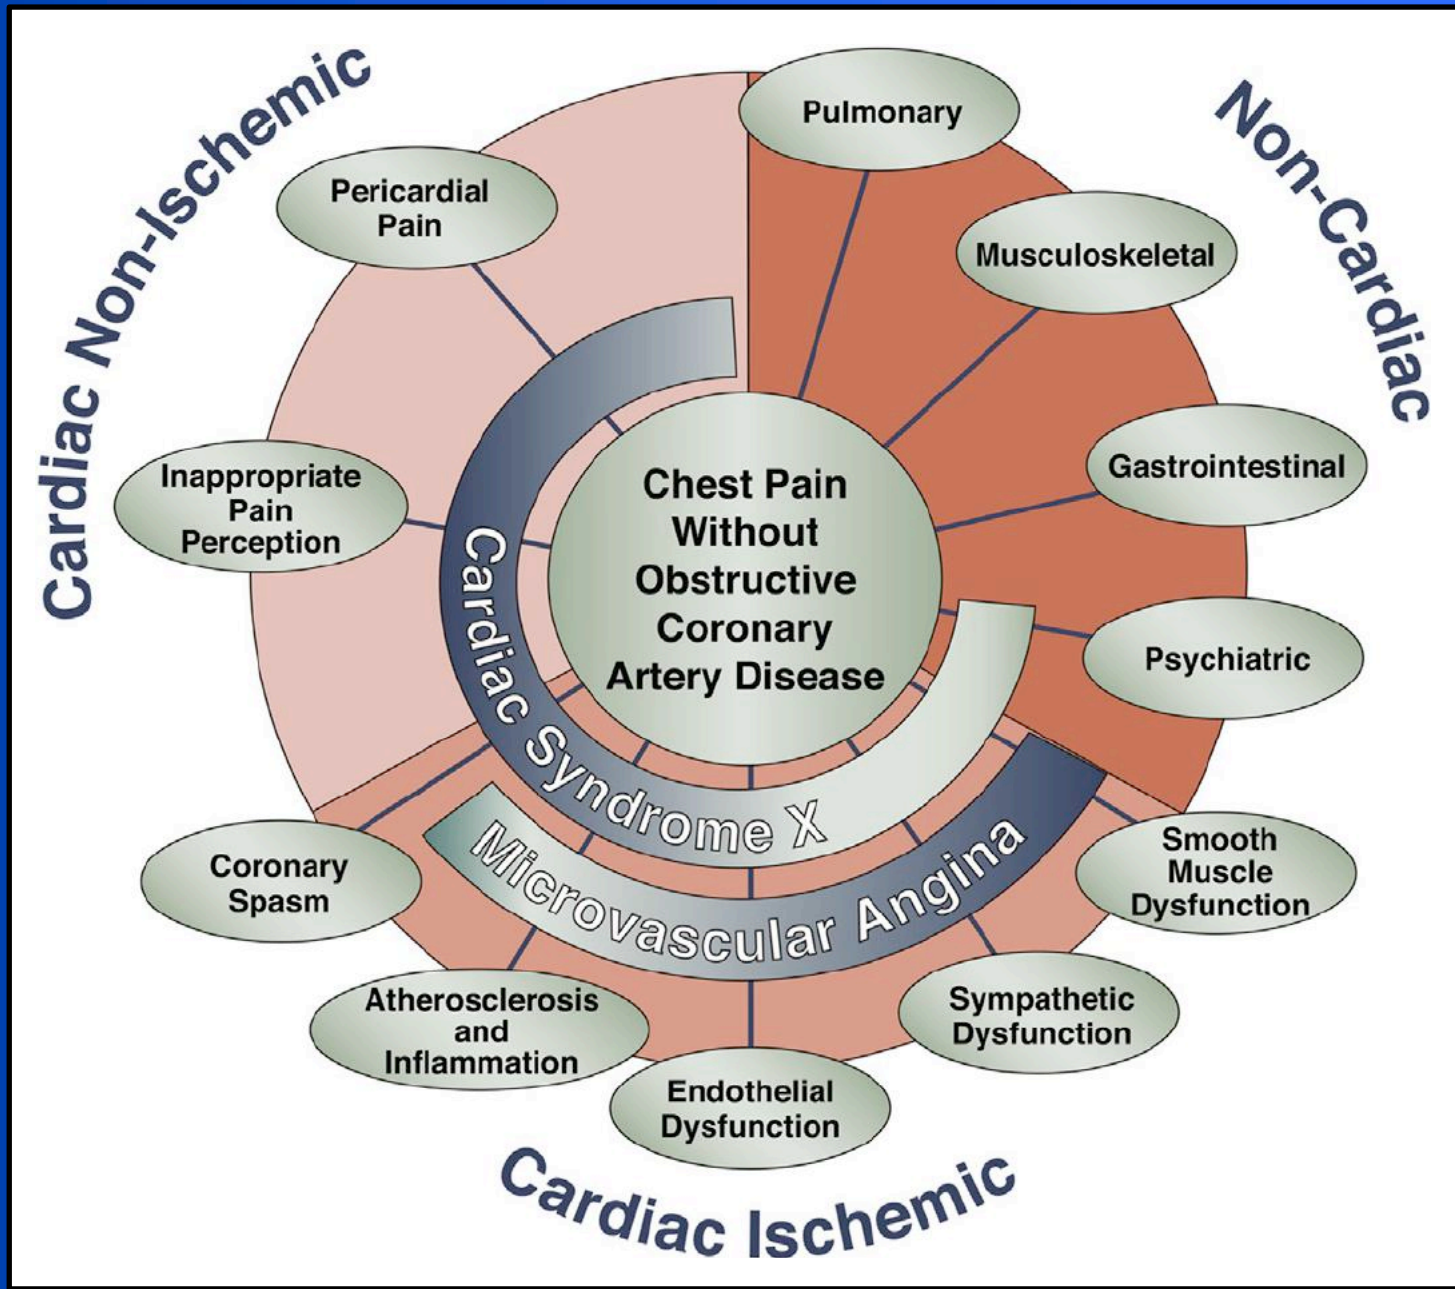 Cardiac Non-Ischemic
Non-Cardiac
Pulmonary
Pericardial
Pain
Musculoskeletal
Gastrointestinal
Inappropriate
Pain
Perception
Chest Pain
Without
Obstructive
Coronary
Artery Disease
Psychiatric
Cardiac Syndrome X
Microvascular Angina
Smooth
Muscle
Dysfunction
Coronary
Spasm
Atherosclerosis
and
Inflammation
Sympathetic
Dysfunction
Endothelial
Dysfunction
Cardiac Ischemic